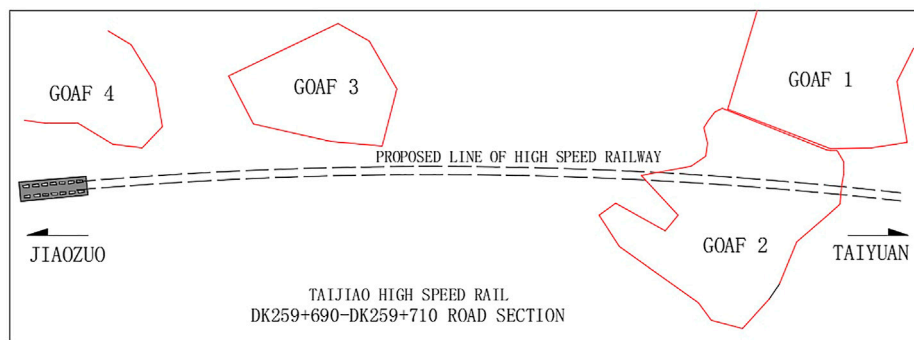 GOAF 4
GOAF 3
GOAF 1
PROPOSED LINE OF HIGH SPEED RAILWAY
GOAF 2
JIAOZUO
TAIYUAN
TAIJIAO HIGH SPEED RAIL
DK259+690-DK259+710 ROAD SECTION